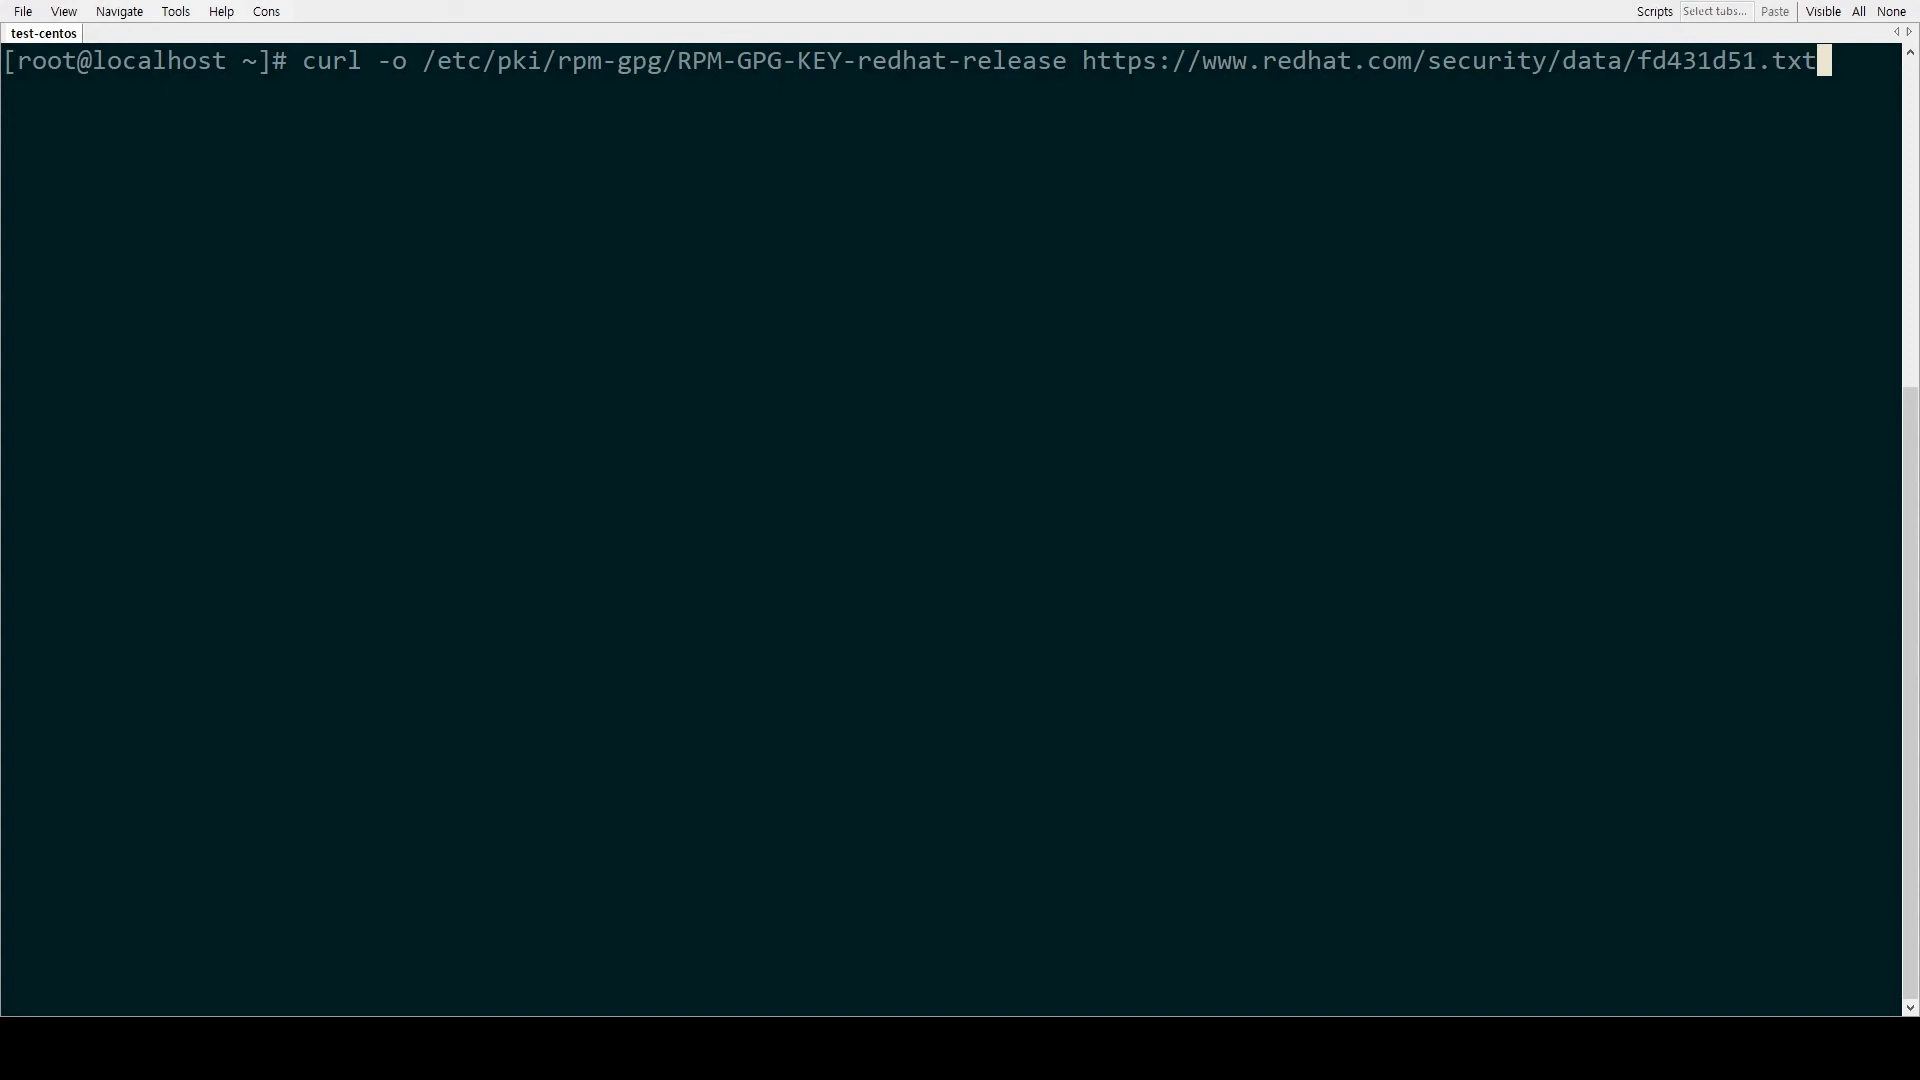 File View Navigate Tools Help Cons Scripts Select tabs... Paste Visible All None
test-centos
[root@localhost ~]# curl -o /etc/pki/rpm-gpg/RPM-GPG-KEY-redhat-release https://www.redhat.com/security/data/fd431d51.txt